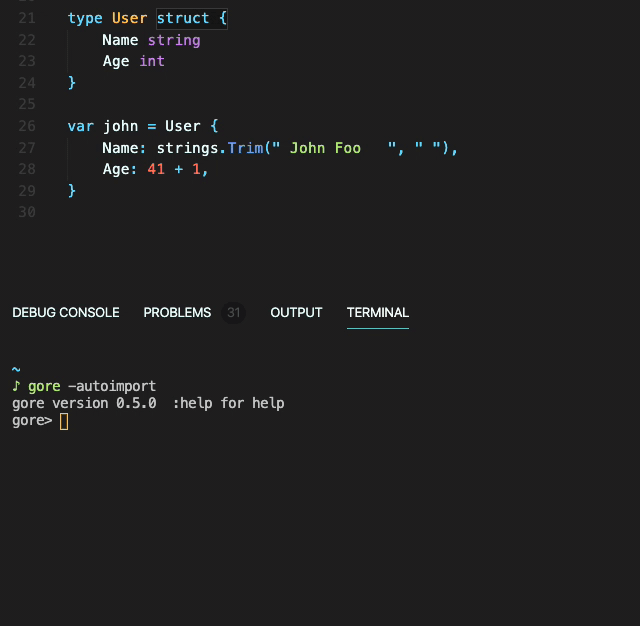 21 type User struct {
22 Name string
23 Age int
24 }
25
26 var john = User {
27 Name: strings.Trim(" John Foo   ", " "),
28 Age: 41 + 1,
29 }
30
DEBUG CONSOLE PROBLEMS 31 OUTPUT TERMINAL
~
♪ gore -autoimport
gore version 0.5.0  :help for help
gore>